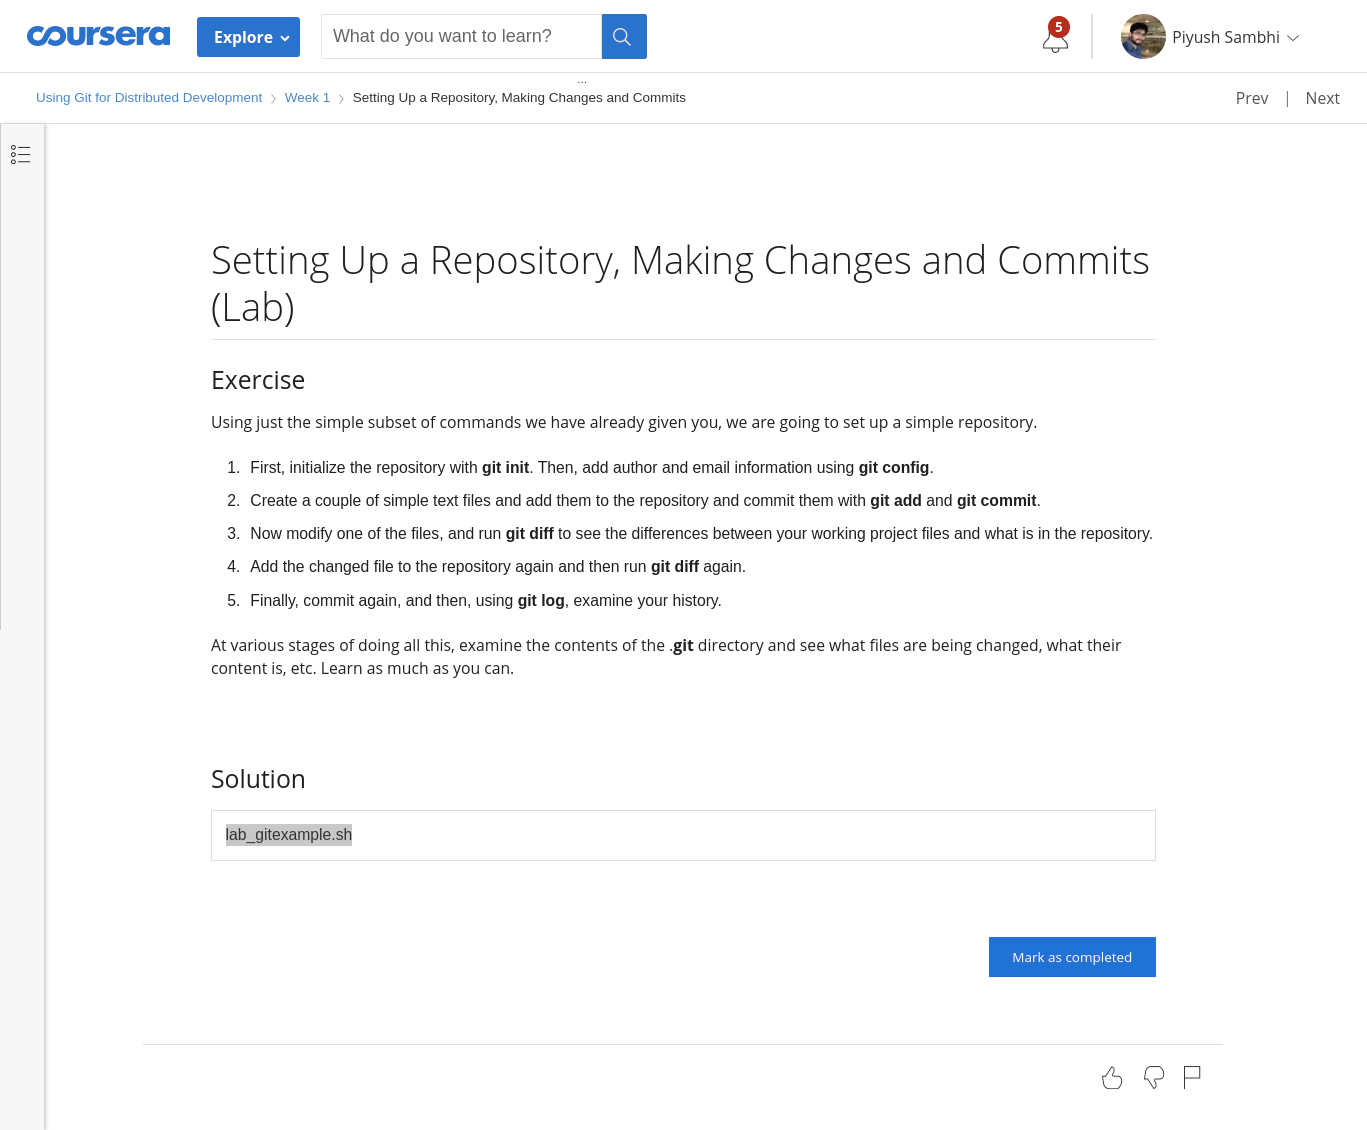 coursera Explore What do you want to learn? 5 Piyush Sambhi
...
Using Git for Distributed Development Week 1 Setting Up a Repository, Making Changes and Commits Prev Next
Setting Up a Repository, Making Changes and Commits
(Lab)
Exercise
Using just the simple subset of commands we have already given you, we are going to set up a simple repository.
1. First, initialize the repository with git init. Then, add author and email information using git config.
2. Create a couple of simple text files and add them to the repository and commit them with git add and git commit.
3. Now modify one of the files, and run git diff to see the differences between your working project files and what is in the repository.
4. Add the changed file to the repository again and then run git diff again.
5. Finally, commit again, and then, using git log, examine your history.
At various stages of doing all this, examine the contents of the .git directory and see what files are being changed, what their
content is, etc. Learn as much as you can.
Solution
lab_gitexample.sh
Mark as completed